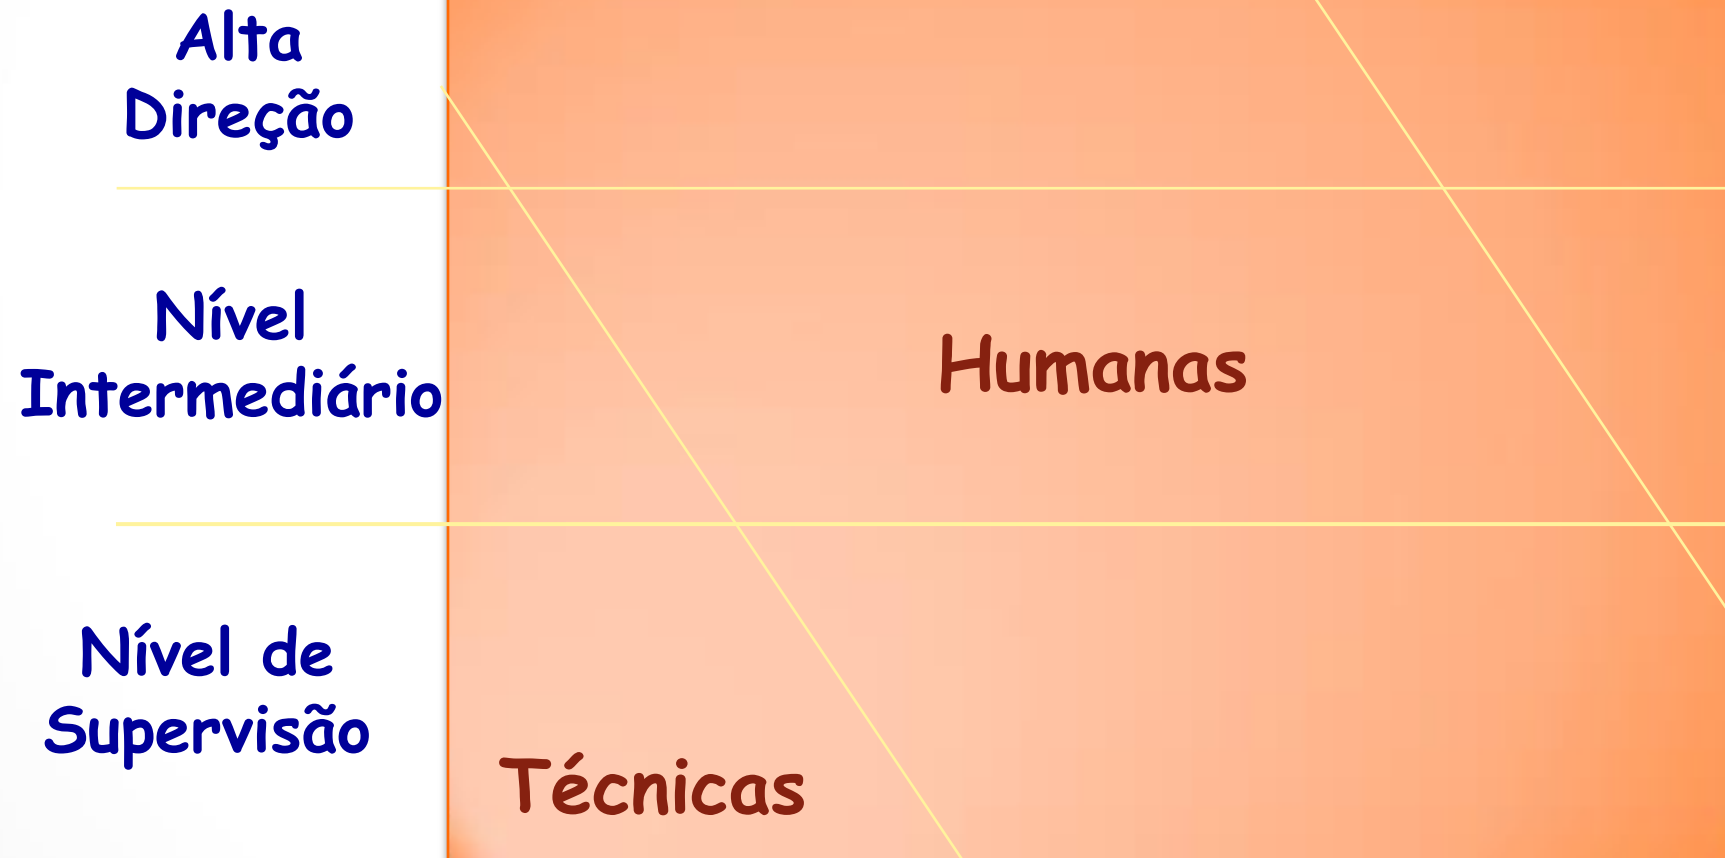 Alta
Direção
Nível
Intermediário
Humanas
Nível de
Supervisão
Técnicas